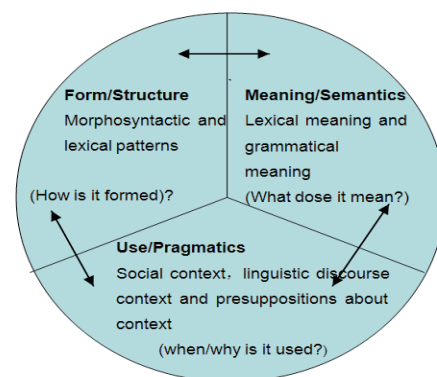 Form/Structure
Morphosyntactic and
lexical patterns
(How is it formed)?
Meaning/Semantics
Lexical meaning and
grammatical
meaning
(What dose it mean?)
Use/Pragmatics
Social context, linguistic discourse
context and presuppositions about
context
(when/why is it used?)